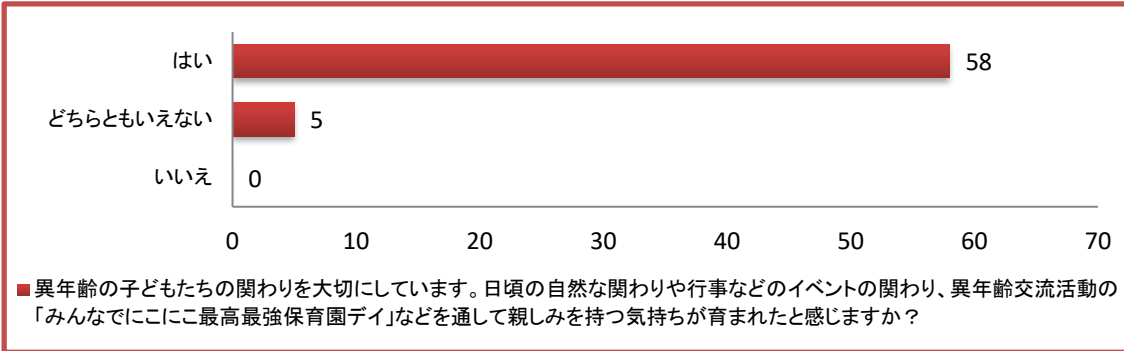 はい 58
どちらともいえない 5
いいえ 0
0 10 20 30 40 50 60 70
異年齢の子どもたちの関わりを大切にしています。日頃の自然な関わりや行事などのイベントの関わり、異年齢交流活動の
「みんなでにこにこ最高最強保育園デイ」などを通して親しみを持つ気持ちが育まれたと感じますか？